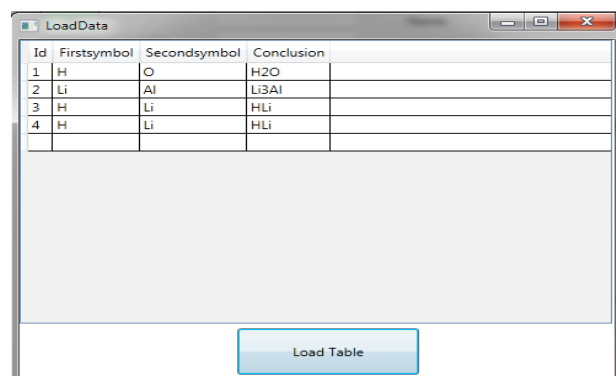 LoadData
Id Firstsymbol Secondsymbol Conclusion
1 H O H2O
2 Li Al Li3Al
3 H Li HLi
4 H Li HLi
Load Table